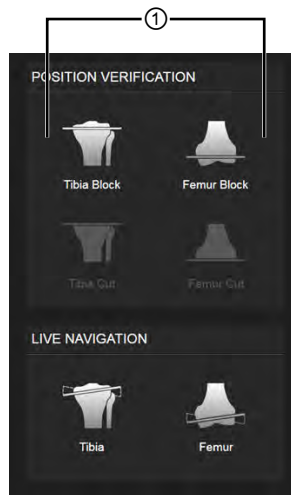 1
POSITION VERIFICATION
Tibia Block Femur Block
Tibia Cut Femur Cut
LIVE NAVIGATION
Tibia Femur